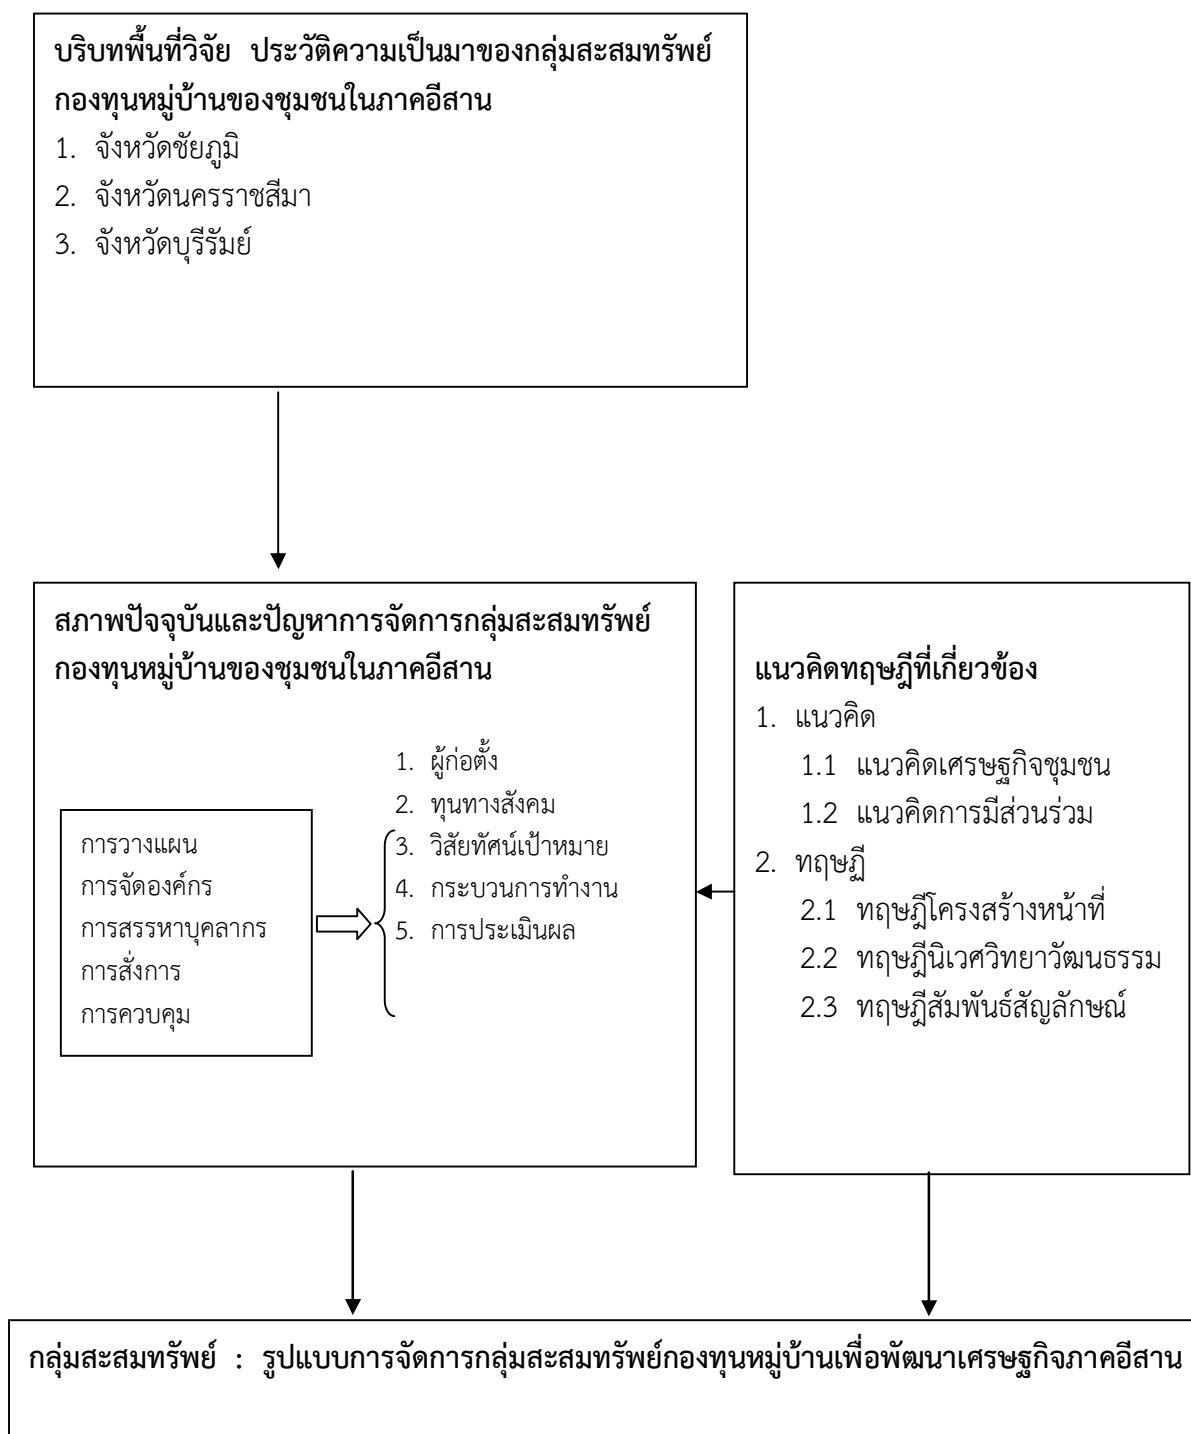 บริบทพื้นที่วิจัย ประวัติความเป็นมาของกลุ่มสะสมทรัพย์
กองทุนหมู่บ้านของชุมชนในภาคอีสาน
1. จังหวัดชัยภูมิ
2. จังหวัดนครราชสีมา
3. จังหวัดบุรีรัมย์
สภาพปัจจุบันและปัญหาการจัดการกลุ่มสะสมทรัพย์
กองทุนหมู่บ้านของชุมชนในภาคอีสาน
การวางแผน
การจัดองค์กร
การสรรหาบุคลากร
การสั่งการ
การควบคุม
1. ผู้ก่อตั้ง
2. ทุนทางสังคม
3. วิสัยทัศน์เป้าหมาย
4. กระบวนการทำงาน
5. การประเมินผล
แนวคิดทฤษฎีที่เกี่ยวข้อง
1. แนวคิด
1.1 แนวคิดเศรษฐกิจชุมชน
1.2 แนวคิดการมีส่วนร่วม
2. ทฤษฏี
2.1 ทฤษฎีโครงสร้างหน้าที่
2.2 ทฤษฎีนิเวศวิทยาวัฒนธรรม
2.3 ทฤษฎีสัมพันธ์สัญลักษณ์
กลุ่มสะสมทรัพย์ : รูปแบบการจัดการกลุ่มสะสมทรัพย์กองทุนหมู่บ้านเพื่อพัฒนาเศรษฐกิจภาคอีสาน